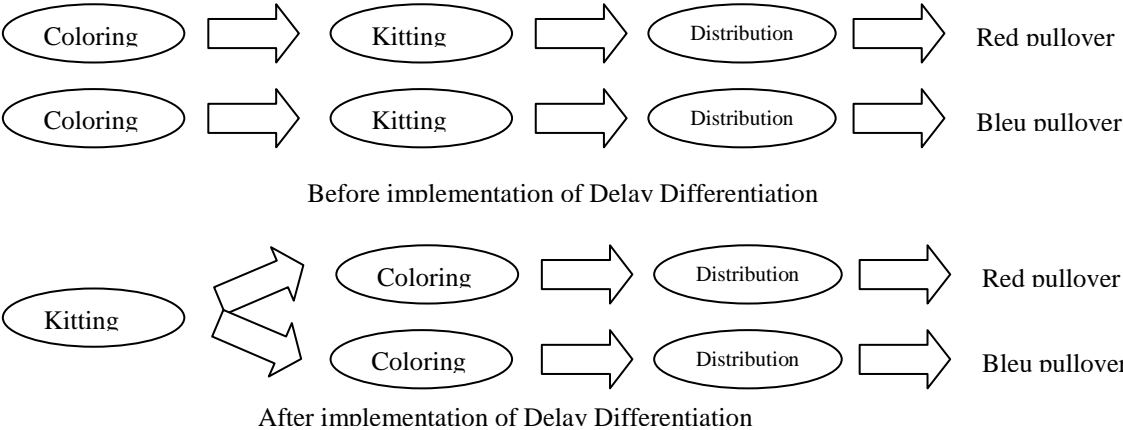 Coloring Kitting Distribution Red pullover
Coloring Kitting Distribution Bleu pullover
Before implementation of Delay Differentiation
Coloring Distribution Red pullover
Kitting
Coloring Distribution Bleu pullover
After implementation of Delay Differentiation